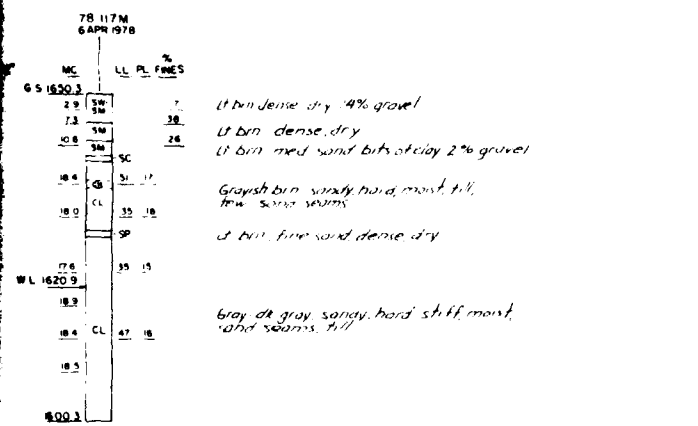 78 117M
6 APR 1978
%
MC LL PL FINES
G S 1650.3
2.9 SW SM 7 Lt brn dense dry 4% gravel
7.3 38
SM Lt brn dense, dry
10.6 26
SM Lt brn med sand bits of clay 2% gravel
SC
18.4 51 17
Grayish brn sandy, hard, moist, till,
CL few sand seams
18.0 35 18
SP Lt brn, fine sand, dense, dry
17.6 35 15
W L 1620.9
18.9
Gray dk gray, sandy, hard stiff, moist,
18.4 CL 47 16 sand seams, till
18.5
1600.3